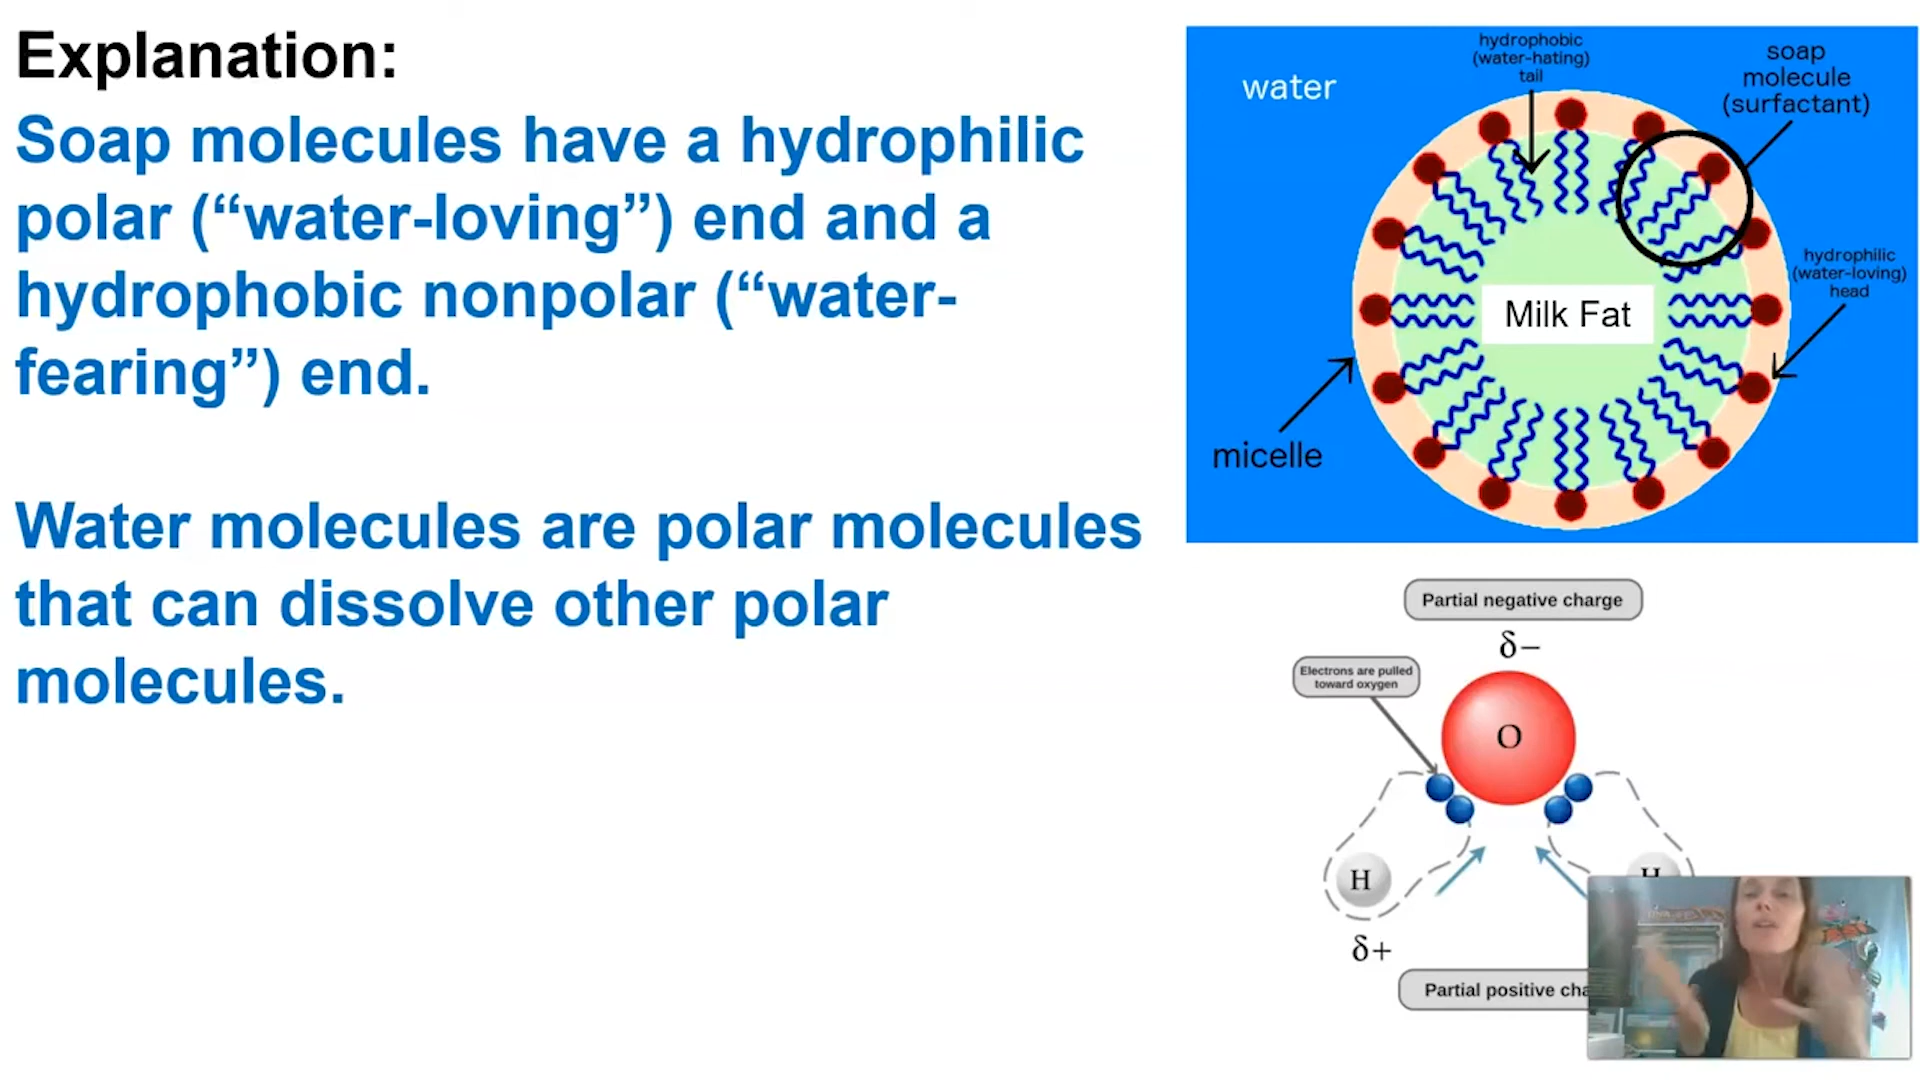 Explanation:
Soap molecules have a hydrophilic
polar (“water-loving”) end and a
hydrophobic nonpolar (“water-
fearing”) end.
Water molecules are polar molecules
that can dissolve other polar
molecules.
water
hydrophobic
(water-hating)
tail
soap
molecule
(surfactant)
hydrophilic
(water-loving)
head
Milk Fat
micelle
Partial negative charge
δ−
Electrons are pulled
toward oxygen
O
H
H
δ+
Partial positive cha